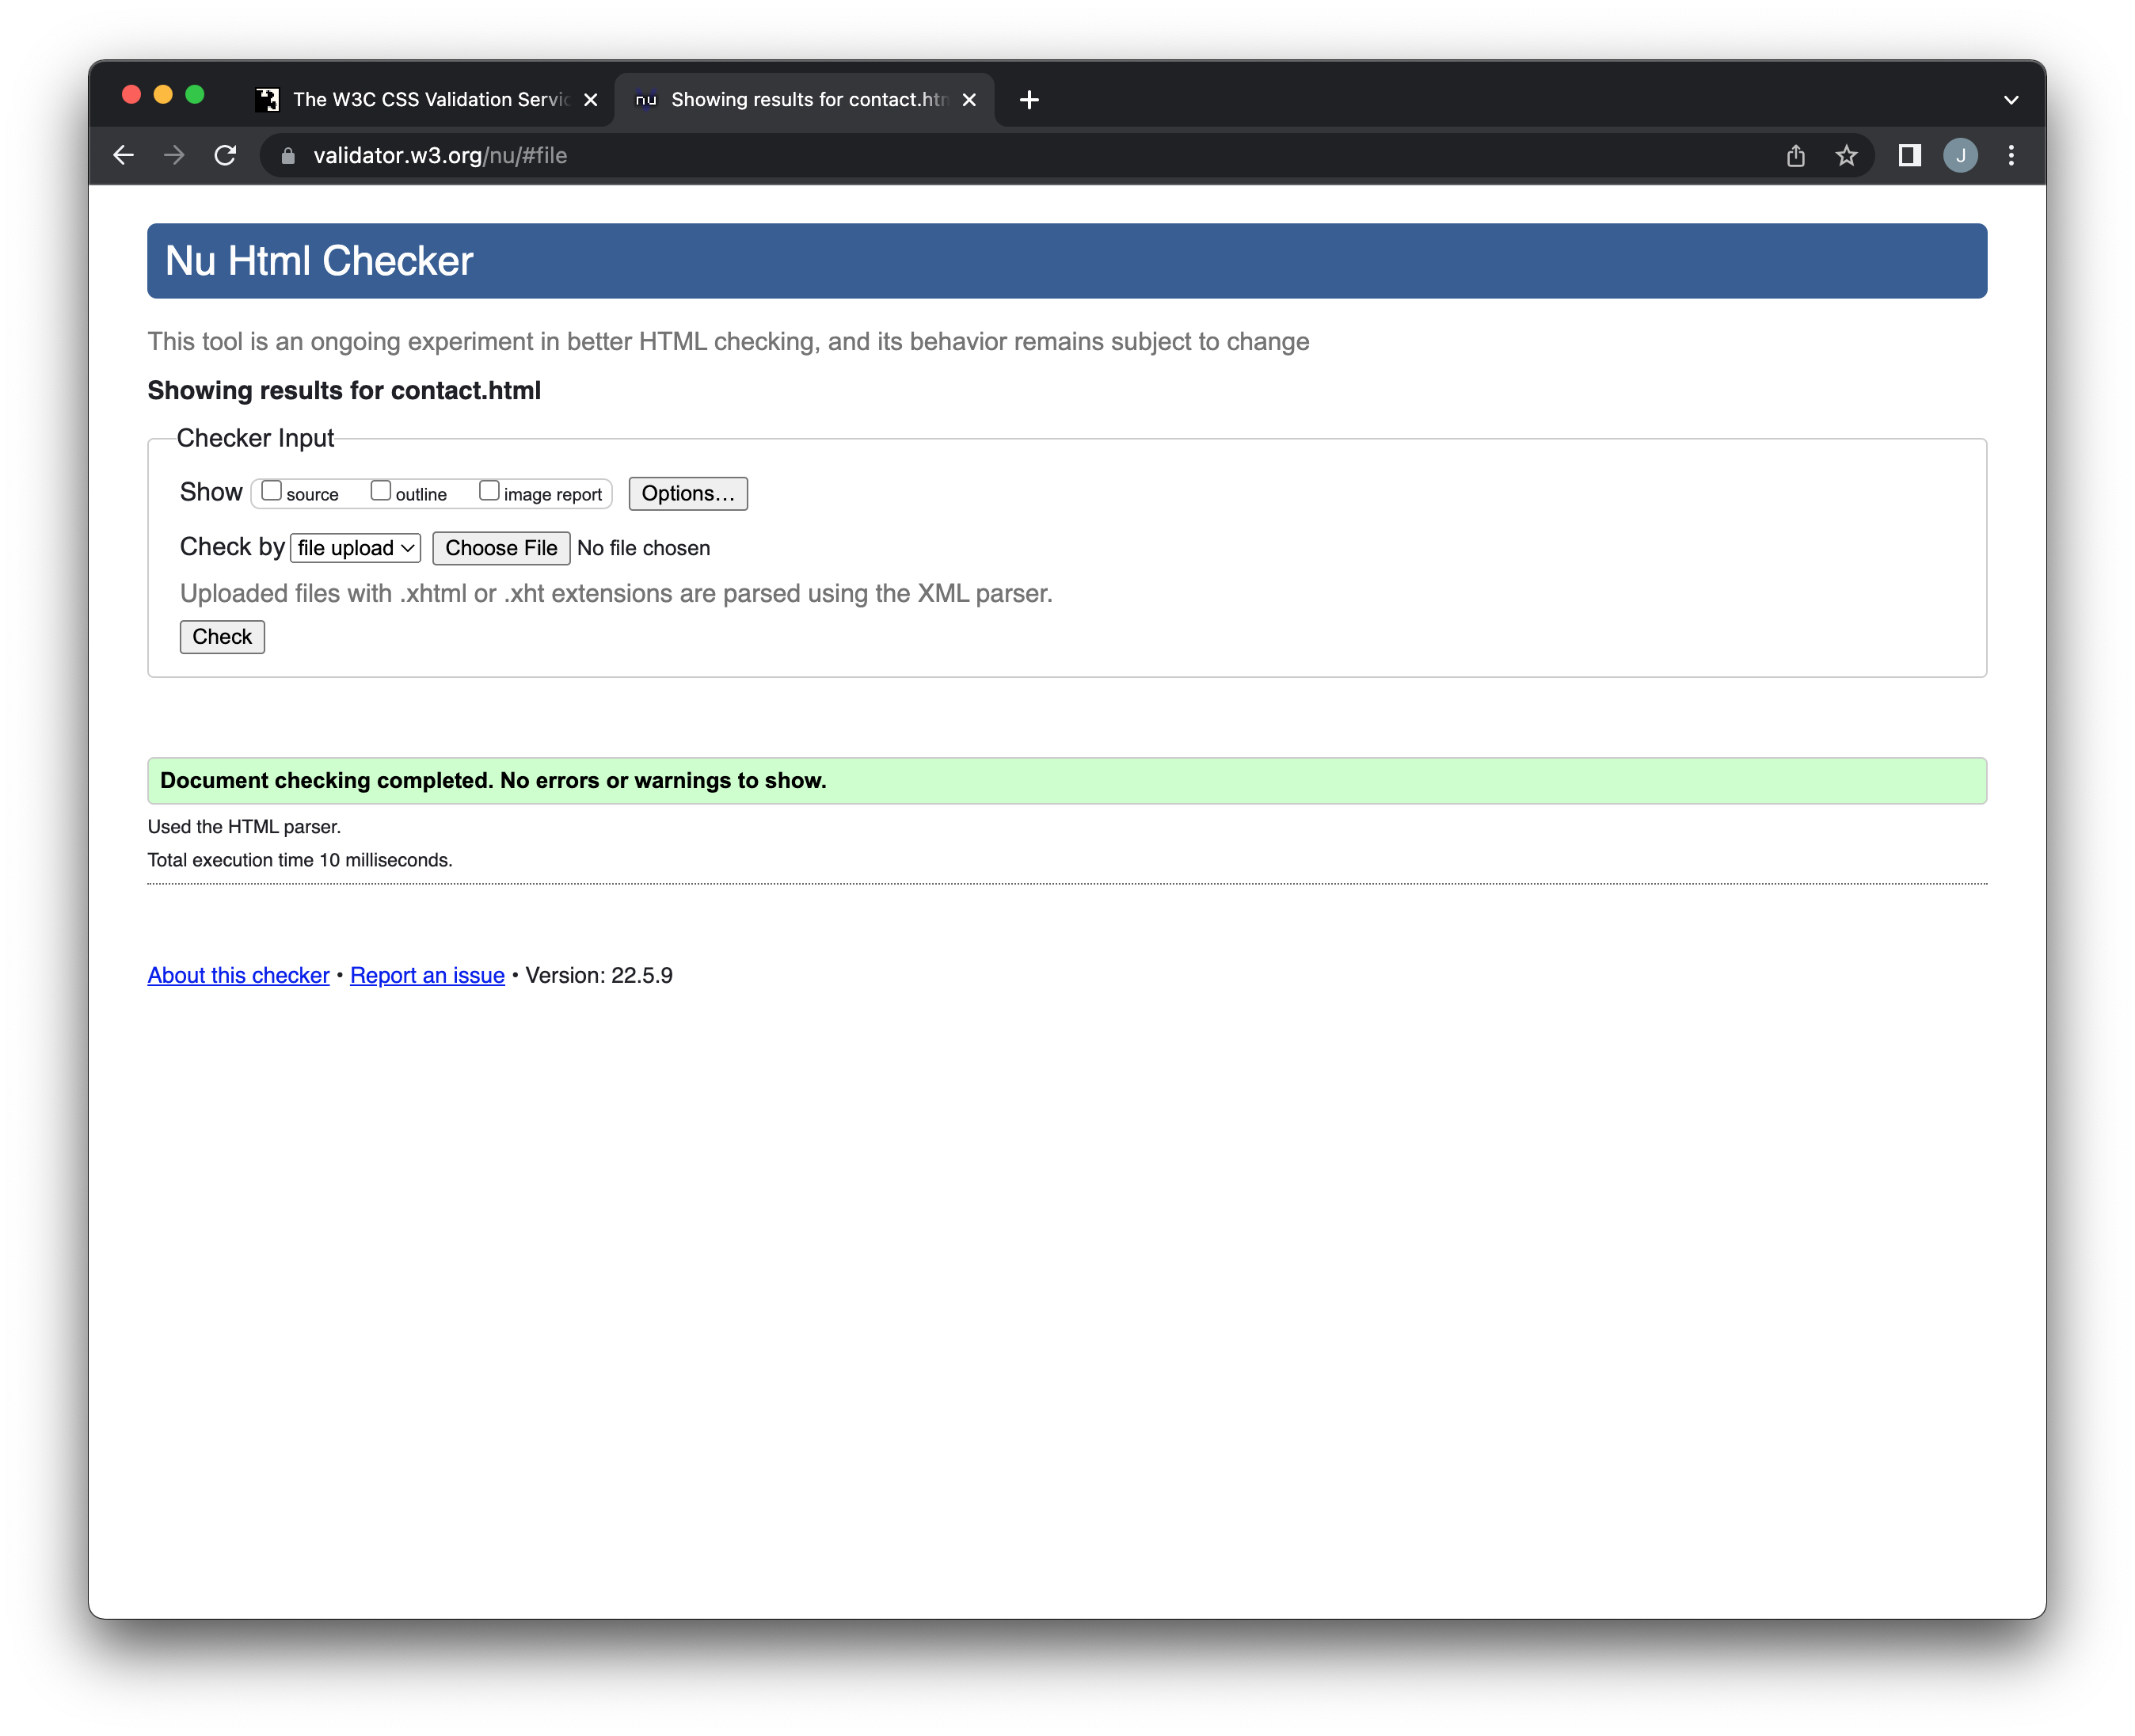 The W3C CSS Validation Servic
nu Showing results for contact.htm
validator.w3.org/nu/#file
J
Nu Html Checker
This tool is an ongoing experiment in better HTML checking, and its behavior remains subject to change
Showing results for contact.html
Checker Input
Show source outline image report Options…
Check by file upload Choose File No file chosen
Uploaded files with .xhtml or .xht extensions are parsed using the XML parser.
Check
Document checking completed. No errors or warnings to show.
Used the HTML parser.
Total execution time 10 milliseconds.
About this checker • Report an issue • Version: 22.5.9